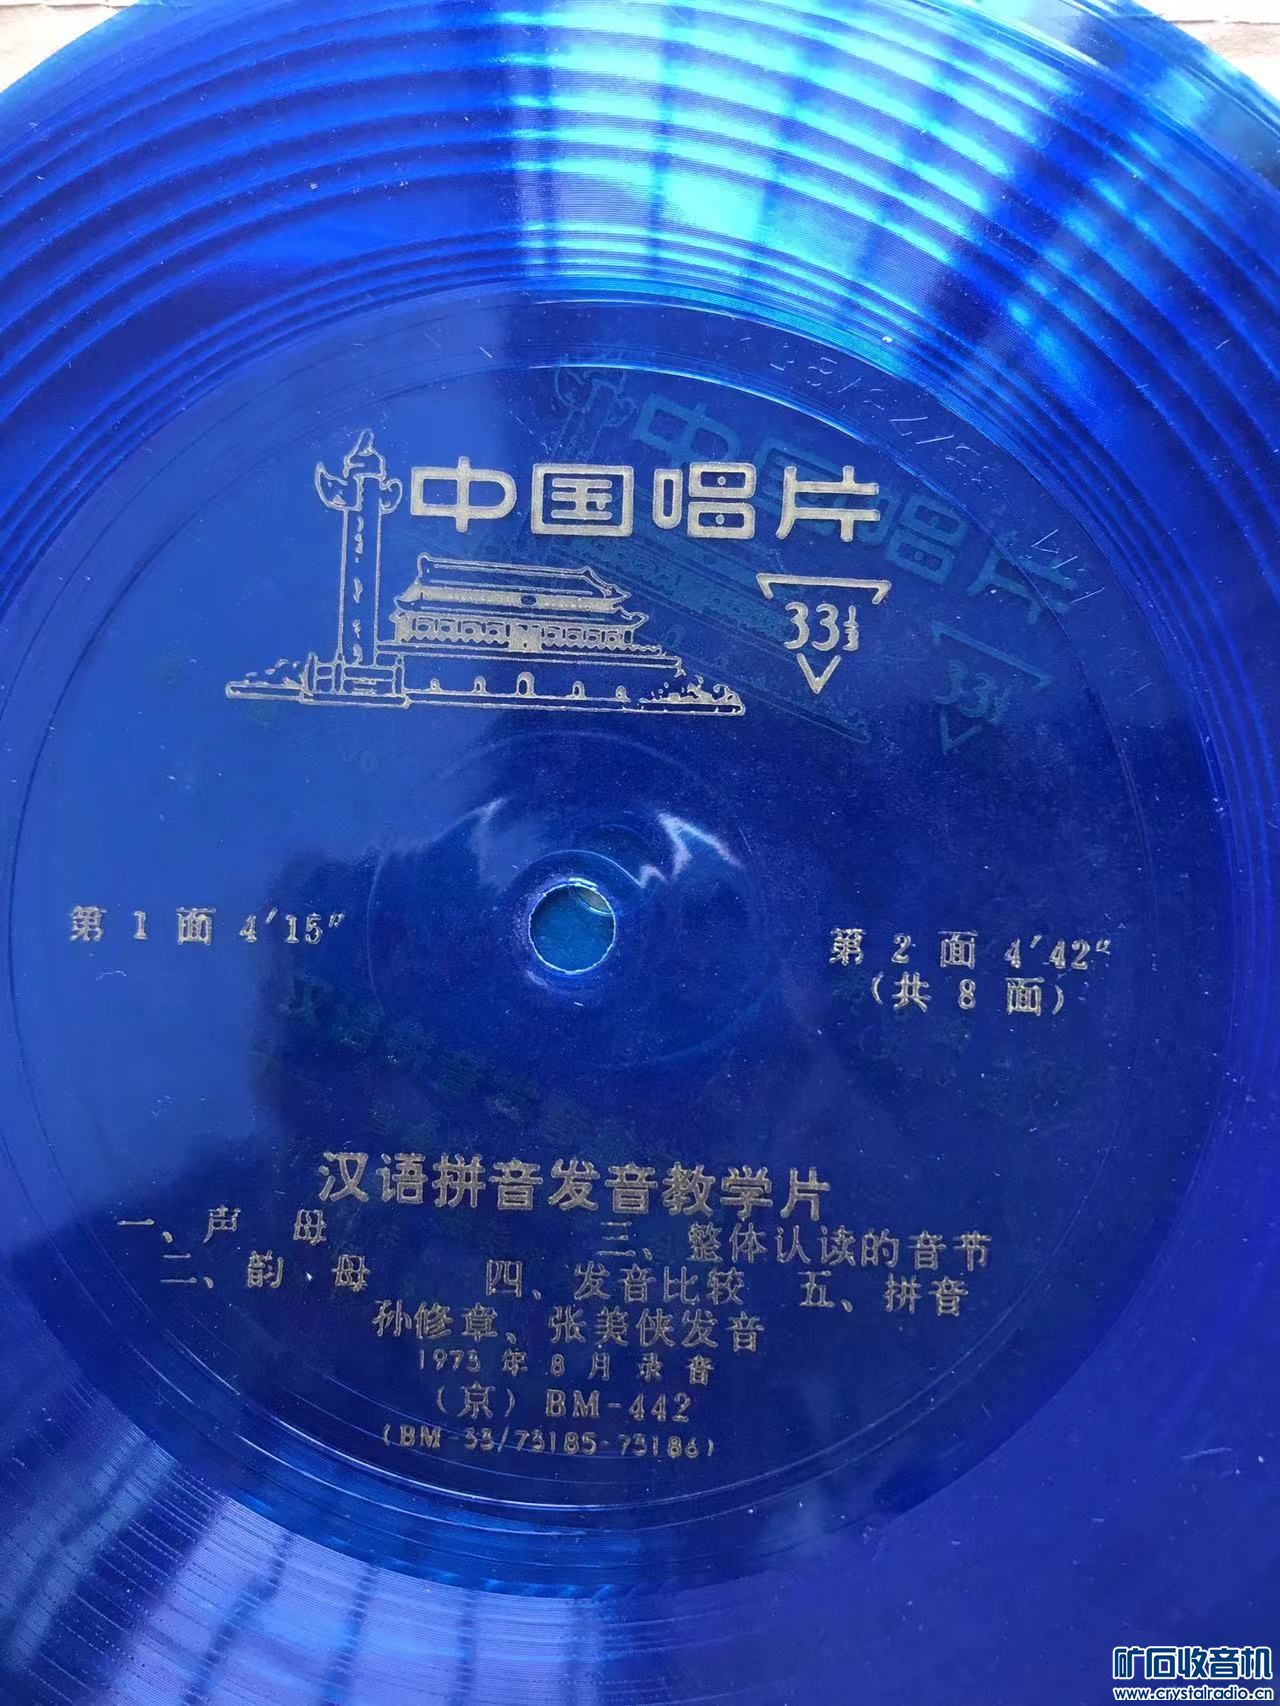 中国唱片
33⅓
第1面 4′15″
第2面 4′42″
(共8面)
汉语拼音发音教学片
一、声 母 三、整体认读的音节
二、韵 母 四、发音比较 五、拼音
孙修章、张美侠发音
1973年8月录音
(京) BM-442
(BM-33/73185-73186)
矿石收音机
www.crystalradio.cn